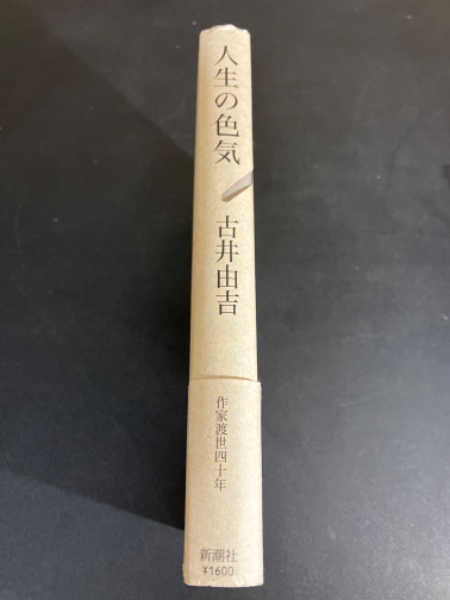 人生の色気
古井由吉
作家渡世四十年
新潮社
¥1600